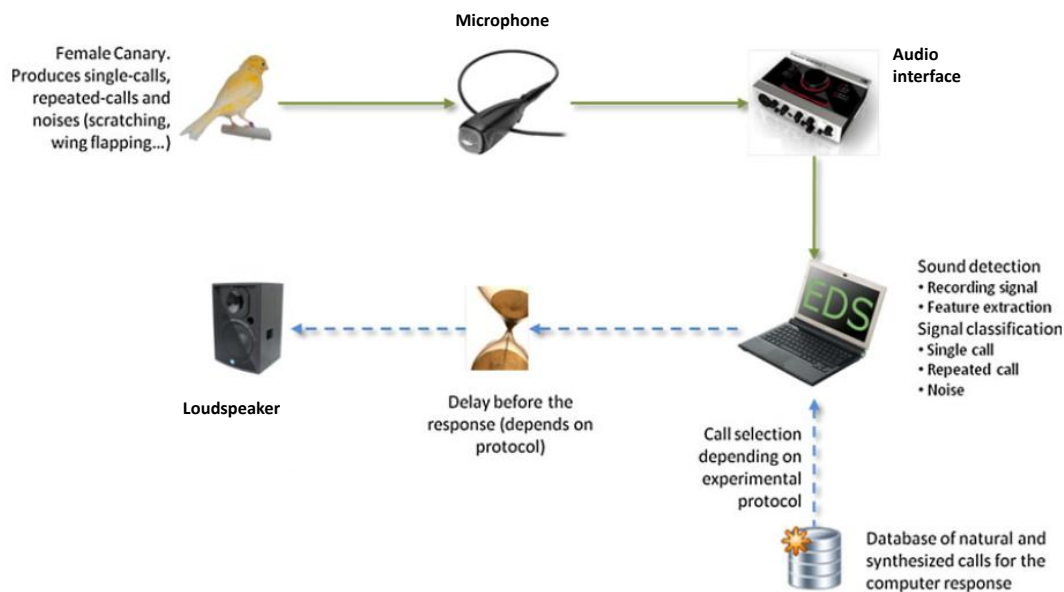 Microphone
Female Canary.
Produces single-calls,
repeated-calls and
noises (scratching,
wing flapping...)
Audio
interface
EDS
Sound detection
• Recording signal
• Feature extraction
Signal classification
• Single call
• Repeated call
• Noise
Loudspeaker
Delay before the
response (depends on
protocol)
Call selection
depending on
experimental
protocol
Database of natural and
synthesized calls for the
computer response